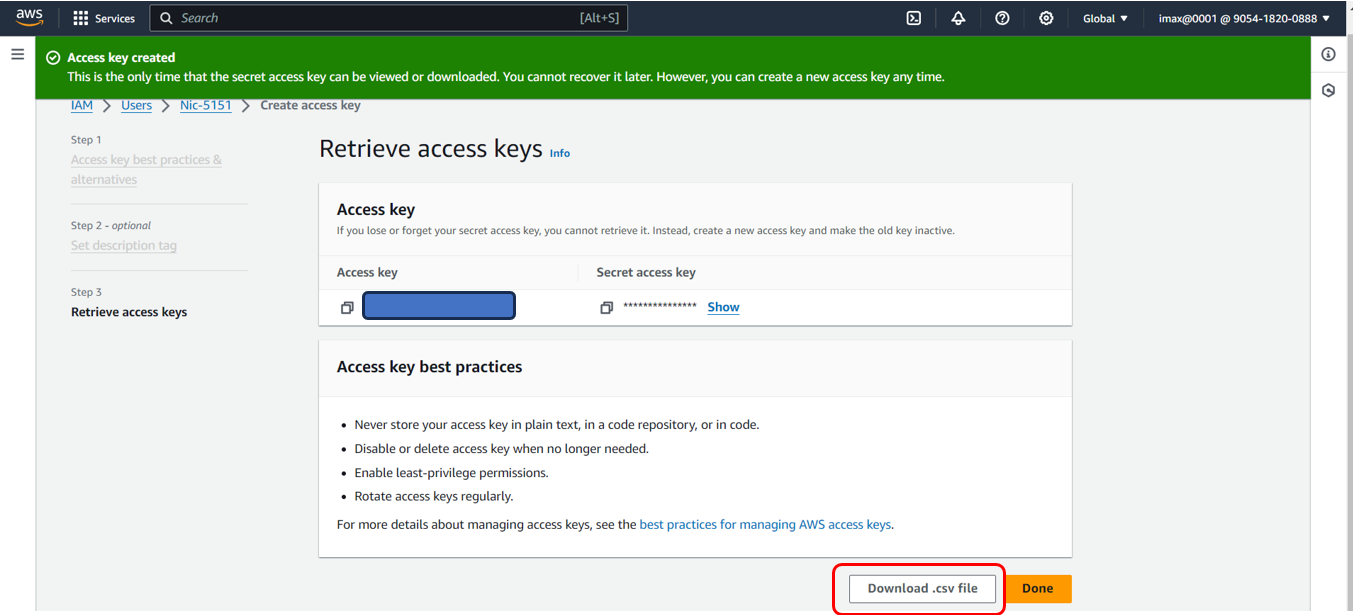 aws
Services
Search
[Alt+S]
Global
imax@0001 @ 9054-1820-0888
Access key created
This is the only time that the secret access key can be viewed or downloaded. You cannot recover it later. However, you can create a new access key any time.
IAM > Users > Nic-5151 > Create access key
Step 1
Access key best practices &
alternatives
Step 2 - optional
Set description tag
Step 3
Retrieve access keys
Retrieve access keys Info
Access key
If you lose or forget your secret access key, you cannot retrieve it. Instead, create a new access key and make the old key inactive.
Access key
Secret access key
*************** Show
Access key best practices
• Never store your access key in plain text, in a code repository, or in code.
• Disable or delete access key when no longer needed.
• Enable least-privilege permissions.
• Rotate access keys regularly.
For more details about managing access keys, see the best practices for managing AWS access keys.
Download .csv file
Done